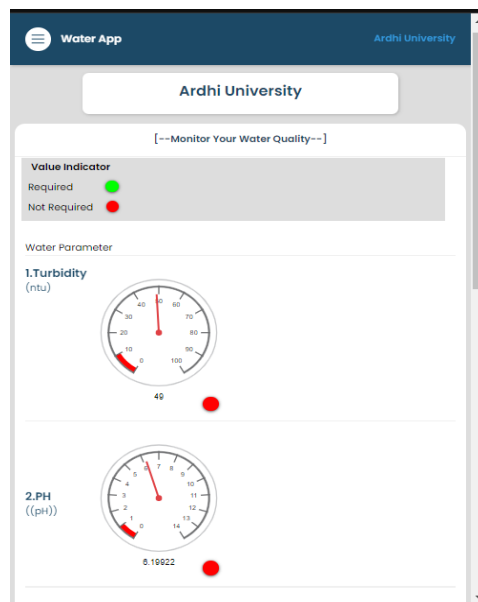 Water App
Ardhi University
Ardhi University
[--Monitor Your Water Quality--]
Value Indicator
Required
Not Required
Water Parameter
1.Turbidity
(ntu)
0
10
20
30
40
50
60
70
80
90
100
49
2.PH
((pH))
0
1
2
3
4
5
6
7
8
9
10
11
12
13
14
6.19922